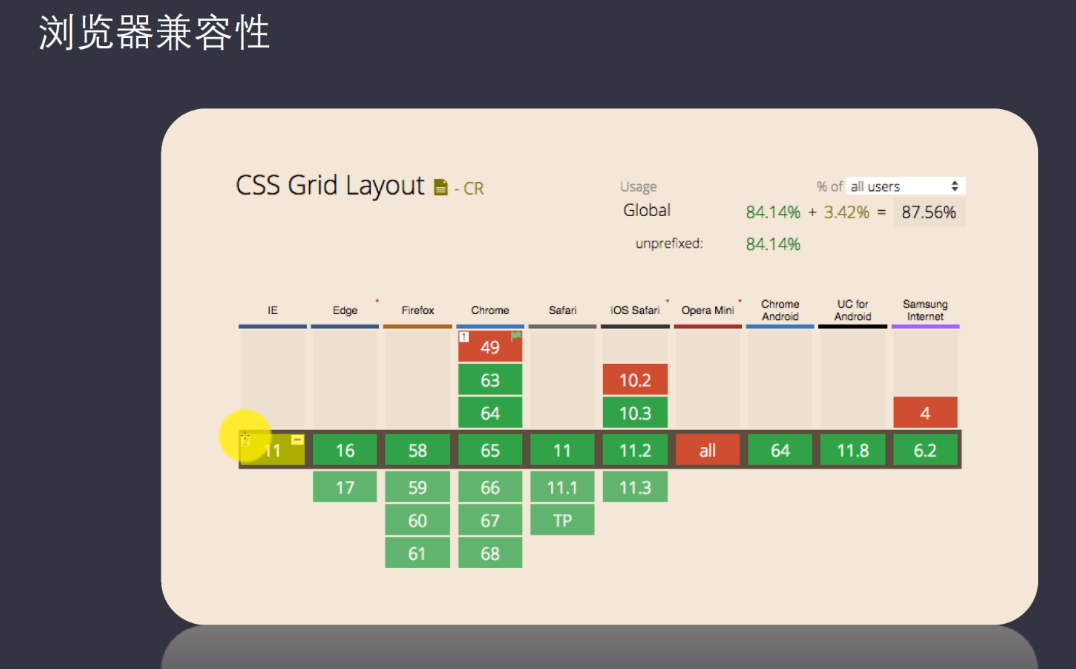 浏览器兼容性
CSS Grid Layout - CR
Usage % of all users
Global 84.14% + 3.42% = 87.56%
unprefixed: 84.14%
IE Edge * Firefox Chrome Safari iOS Safari * Opera Mini * Chrome Android UC for Android Samsung Internet
1 49
63 10.2
64 10.3 4
2 11 - 16 58 65 11 11.2 all 64 11.8 6.2
17 59 66 11.1 11.3
60 67 TP
61 68